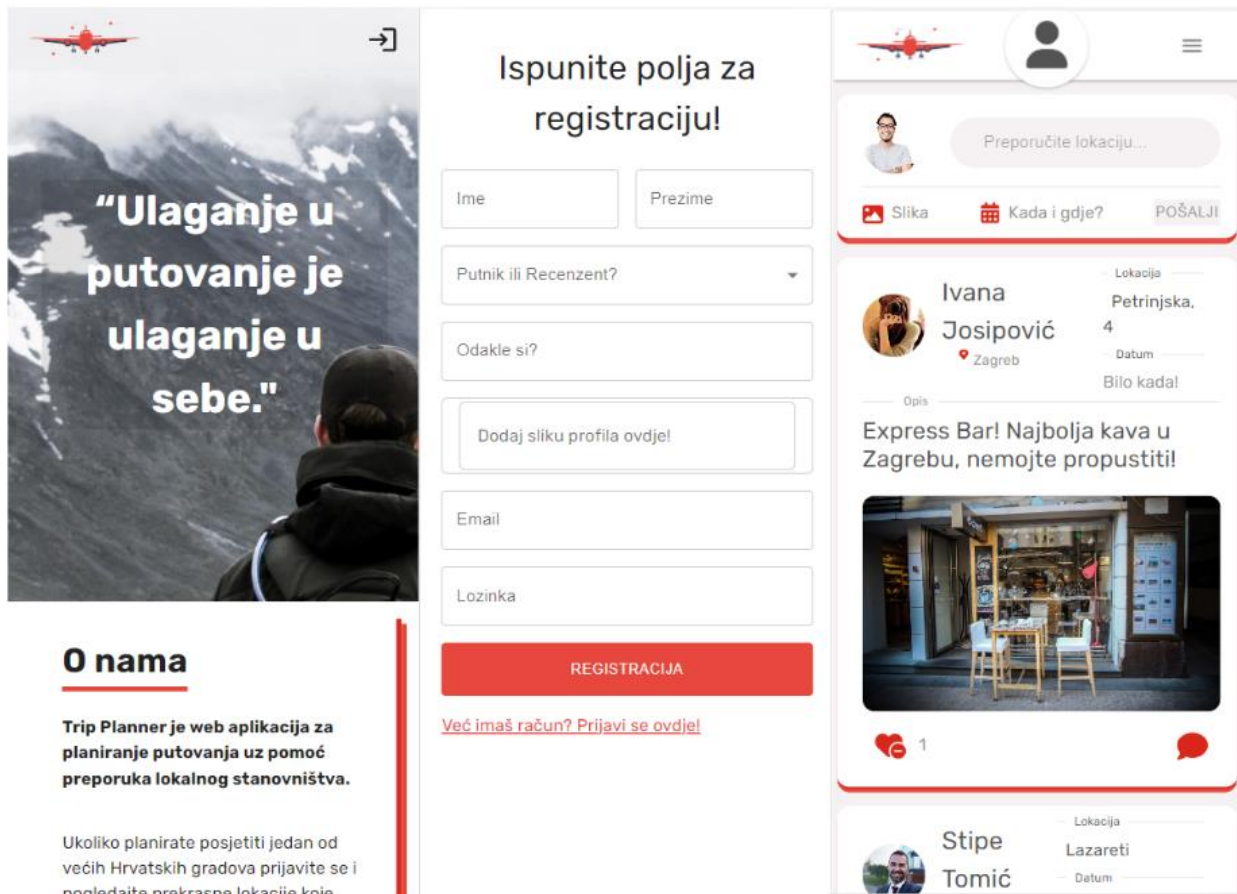 “Ulaganje u
putovanje je
ulaganje u
sebe."
O nama
Trip Planner je web aplikacija za
planiranje putovanja uz pomoć
preporuka lokalnog stanovništva.
Ukoliko planirate posjetiti jedan od
većih Hrvatskih gradova prijavite se i
pogledajte prekrasne lokacije koje
Ispunite polja za
registraciju!
Ime
Prezime
Putnik ili Recenzent?
Odakle si?
Dodaj sliku profila ovdje!
Email
Lozinka
REGISTRACIJA
Već imaš račun? Prijavi se ovdje!
Preporučite lokaciju...
Slika
Kada i gdje?
POŠALJI
Ivana
Josipović
Zagreb
Lokacija
Petrinjska,
4
Datum
Bilo kada!
Opis
Express Bar! Najbolja kava u
Zagrebu, nemojte propustiti!
1
Stipe
Tomić
Lokacija
Lazareti
Datum